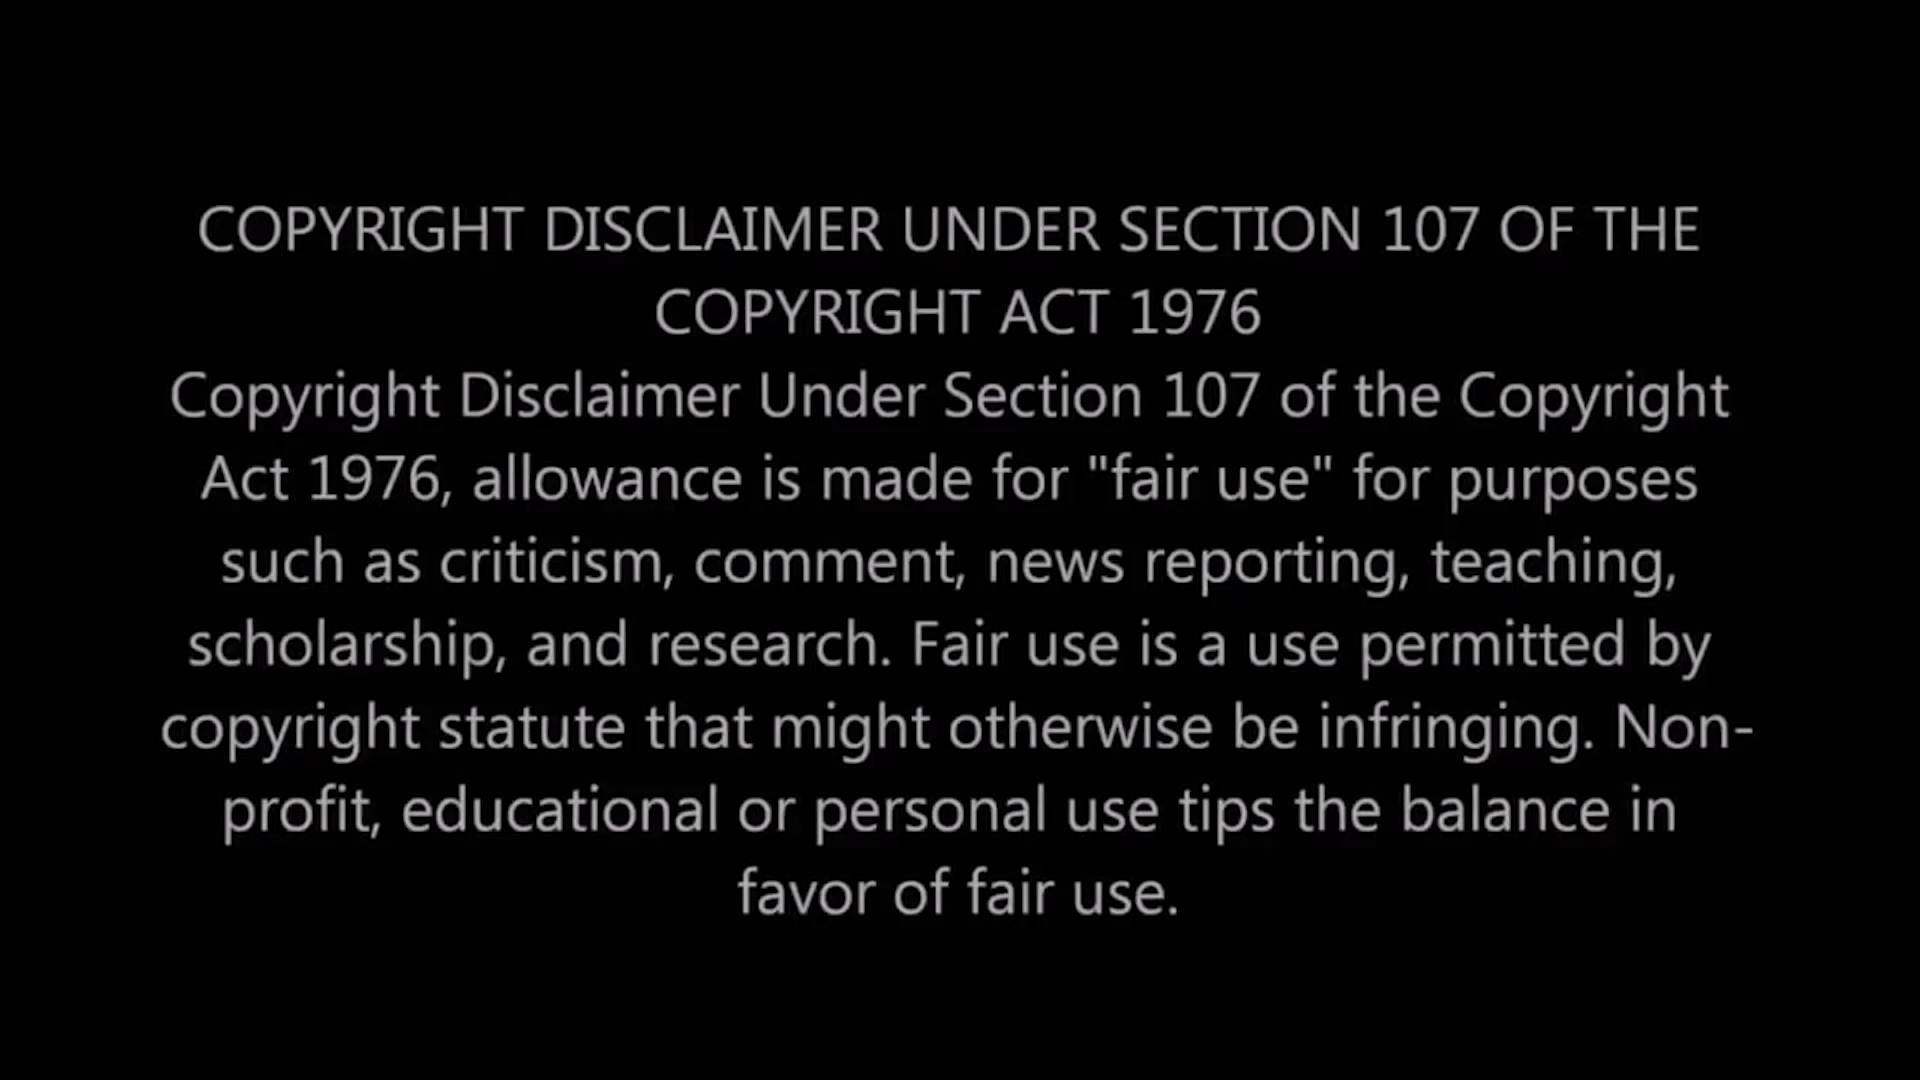 COPYRIGHT DISCLAIMER UNDER SECTION 107 OF THE
COPYRIGHT ACT 1976
Copyright Disclaimer Under Section 107 of the Copyright
Act 1976, allowance is made for "fair use" for purposes
such as criticism, comment, news reporting, teaching,
scholarship, and research. Fair use is a use permitted by
copyright statute that might otherwise be infringing. Non-
profit, educational or personal use tips the balance in
favor of fair use.